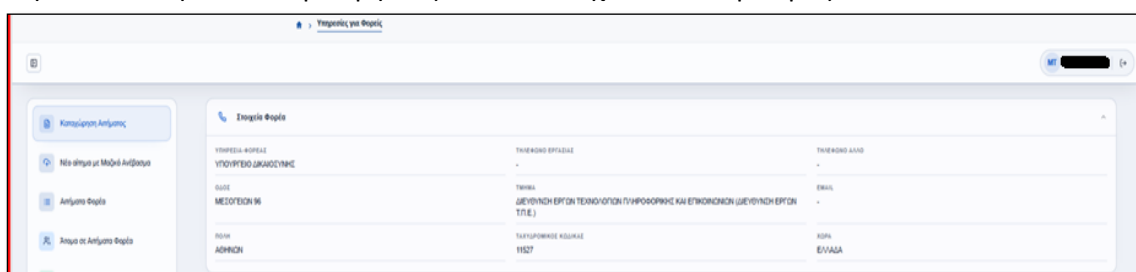 Υπηρεσίες για Φορείς
MT
Καταχώρηση Αιτήματος
Νέο αίτημα με Μαζικό Ανέβασμα
Αιτήματα Φορέα
Άτομα σε Αιτήματα Φορέα
Στοιχεία Φορέα
ΥΠΗΡΕΣΙΑ-ΦΟΡΕΑΣ
ΤΗΛΕΦΩΝΟ ΕΡΓΑΣΙΑΣ
ΤΗΛΕΦΩΝΟ ΑΛΛΟ
ΥΠΟΥΡΓΕΙΟ ΔΙΚΑΙΟΣΥΝΗΣ
-
-
ΟΔΟΣ
ΤΜΗΜΑ
EMAIL
ΜΕΣΟΓΕΙΩΝ 96
ΔΙΕΥΘΥΝΣΗ ΕΡΓΩΝ ΤΕΧΝΟΛΟΓΙΩΝ ΠΛΗΡΟΦΟΡΙΚΗΣ ΚΑΙ ΕΠΙΚΟΙΝΩΝΙΩΝ (ΔΙΕΥΘΥΝΣΗ ΕΡΓΩΝ
Τ.Π.Ε.)
-
ΠΟΛΗ
ΤΑΧΥΔΡΟΜΙΚΟΣ ΚΩΔΙΚΑΣ
ΧΩΡΑ
ΑΘΗΝΩΝ
11527
ΕΛΛΑΔΑ